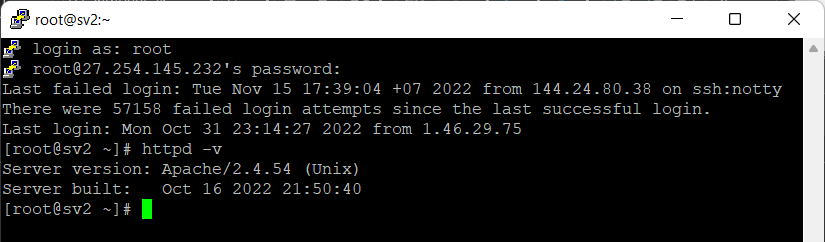 root@sv2:~
login as: root
root@27.254.145.232's password:
Last failed login: Tue Nov 15 17:39:04 +07 2022 from 144.24.80.38 on ssh:notty
There were 57158 failed login attempts since the last successful login.
Last login: Mon Oct 31 23:14:27 2022 from 1.46.29.75
[root@sv2 ~]# httpd -v
Server version: Apache/2.4.54 (Unix)
Server built:   Oct 16 2022 21:50:40
[root@sv2 ~]#